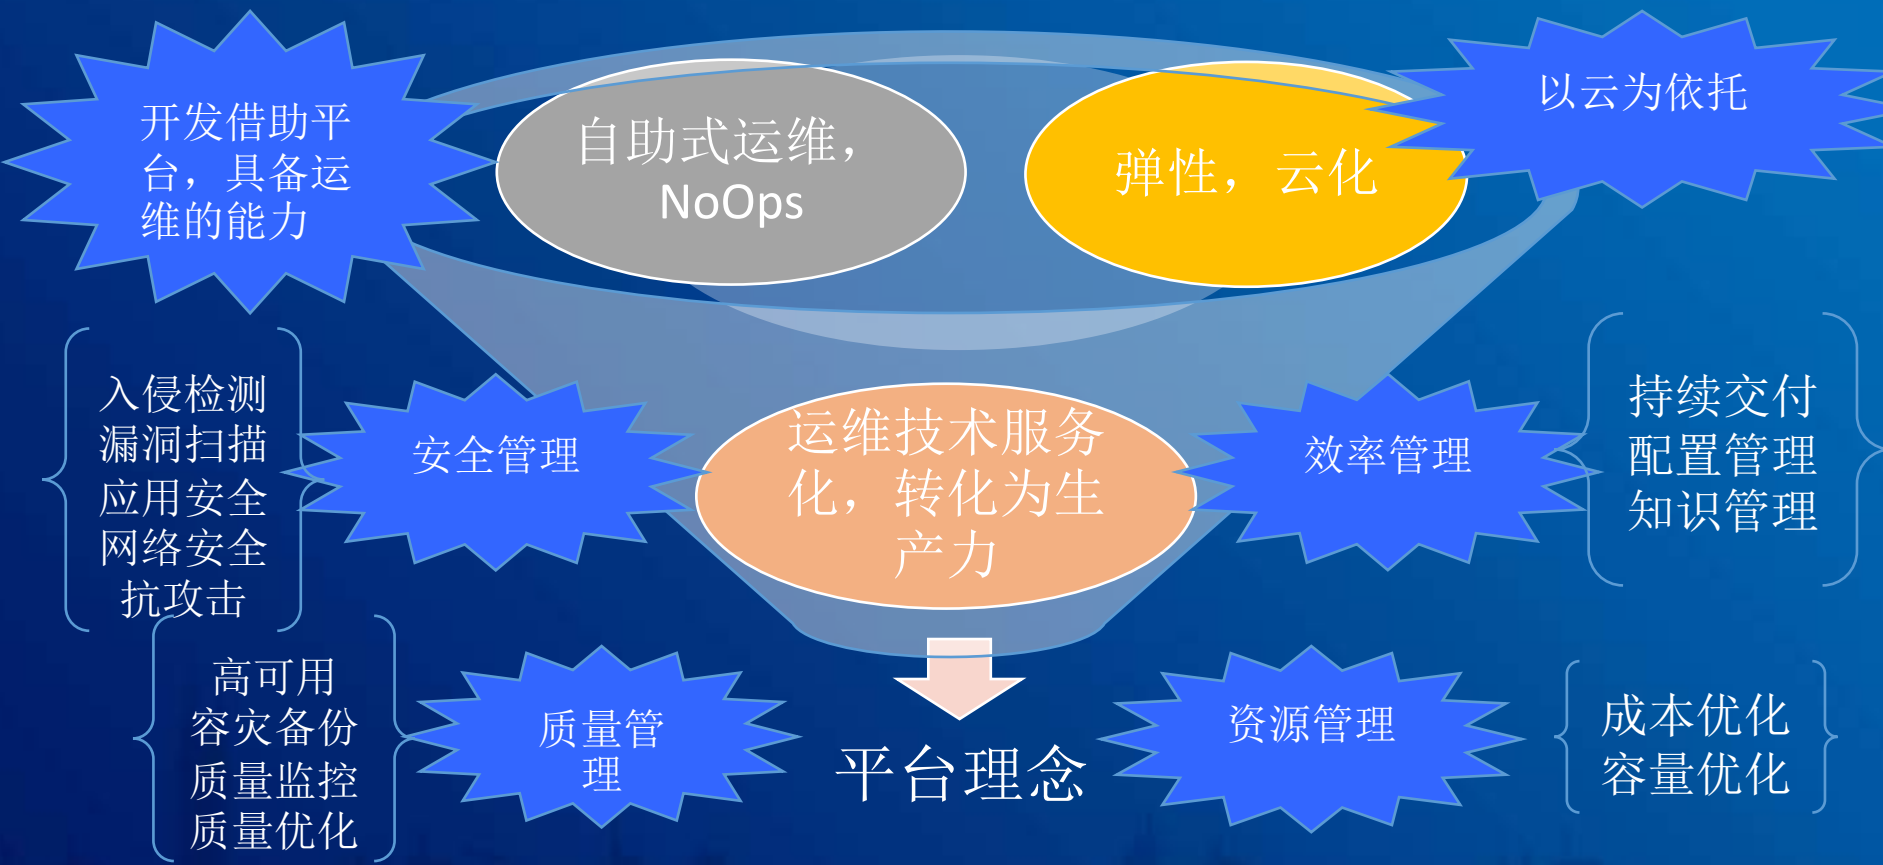 开发借助平
台，具备运
维的能力
自助式运维，
NoOps
弹性，云化
以云为依托
入侵检测
漏洞扫描
应用安全
网络安全
抗攻击
安全管理
运维技术服务
化，转化为生
产力
效率管理
持续交付
配置管理
知识管理
高可用
容灾备份
质量监控
质量优化
质量管
理
平台理念
资源管理
成本优化
容量优化